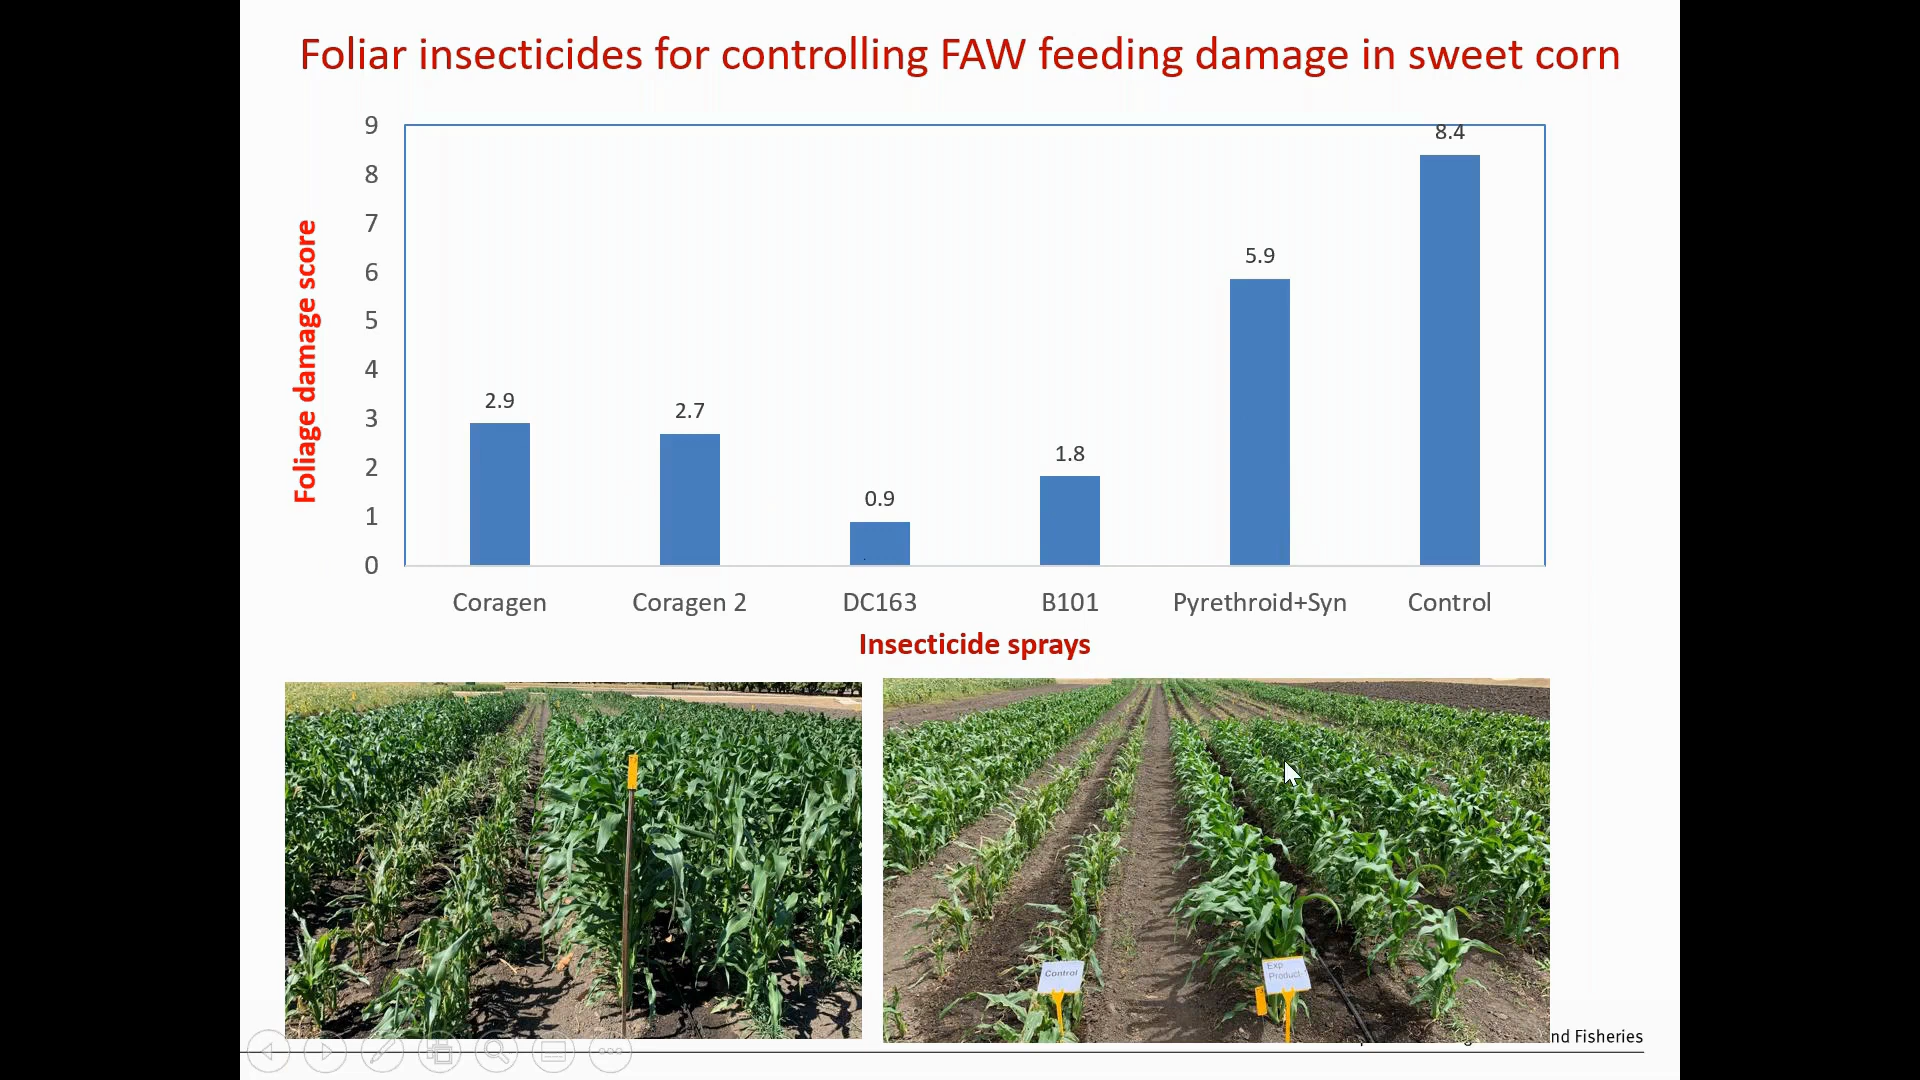 Foliar insecticides for controlling FAW feeding damage in sweet corn
9
8
7
6
5
4
3
2
1
0
Foliage damage score
2.9
2.7
0.9
1.8
5.9
8.4
Coragen
Coragen 2
DC163
B101
Pyrethroid+Syn
Control
Insecticide sprays
Control
Exp
Product
nd Fisheries